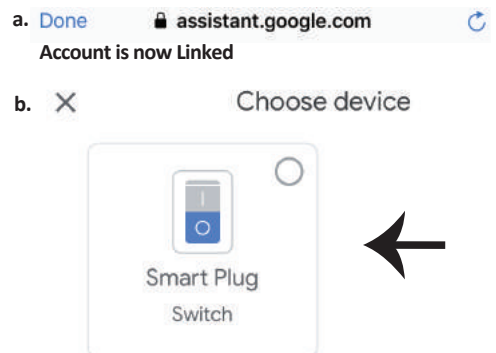 a. Done assistant.google.com
Account is now Linked
b. Choose device
Smart Plug
Switch